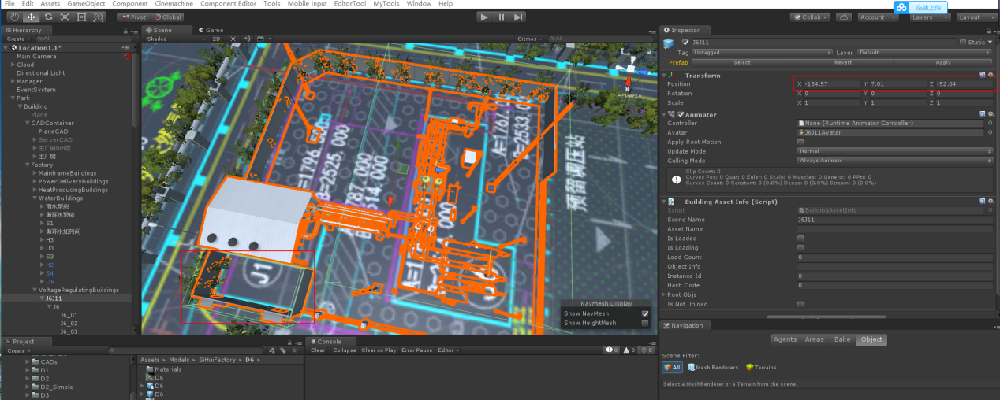 File Edit Assets GameObject Component Cinemachine Component Editor Tools Mobile Input EditorTool MyTools Window Help
拖拽上传
Pivot Global
Collab Account Layers Layout
Hierarchy
Create All
Location1.1*
Main Camera
Cloud
Directional Light
Manager
EventSystem
Park
Building
Plane
CADContainer
PlaneCAD
ServerCAD
主厂房0m层
主厂房
Factory
MainframeBuildings
PowerDeliveryBuildings
HeatProducingBuildings
WaterBuildings
雨水泵房
循环水泵房
S1
循环水加药间
H3
U3
S3
H2
S4
D6
VoltageRegulatingBuildings
J6J11
J6
J6_01
J6_02
J6_03
Scene Game
Shaded 2D Gizmos All
Persp
A=1796.000
B=2525.000
A=1767.
B=2533.000
预留调压站
J1
Navmesh Display
Show NavMesh
Show HeightMesh
Inspector
J6J11 Static
Tag Untagged Layer Default
Prefab Select Revert Apply
Transform
Position X -134.57 Y 7.01 Z -52.04
Rotation X 0 Y 0 Z 0
Scale X 1 Y 1 Z 1
Animator
Controller None (Runtime Animator Controller)
Avatar J6J11Avatar
Apply Root Motion
Update Mode Normal
Culling Mode Always Animate
Clip Count: 0
Curves Pos: 0 Quat: 0 Euler: 0 Scale: 0 Muscles: 0 Generic: 0 PPtr: 0
Curves Count: 0 Constant: 0 (0.0%) Dense: 0 (0.0%) Stream: 0 (0.0%)
Building Asset Info (Script)
Script BuildingAssetInfo
Scene Name J6J11
Asset Name
Is Loaded
Is Loading
Load Count 0
Object Info
Instance Id 0
Hash Code 0
Root Objs
Is Not Unload
Navigation
Agents Areas Bake Object
Scene Filter:
All Mesh Renderers Terrains
Select a MeshRenderer or a Terrain from the scene.
Project
Create
CADs
D1
D2
D2_Simple
D3
Assets Models SiHuiFactory D6
Materials
D6
D6
D6
Console
Clear Collapse Clear on Play Error Pause Editor 0 0 0